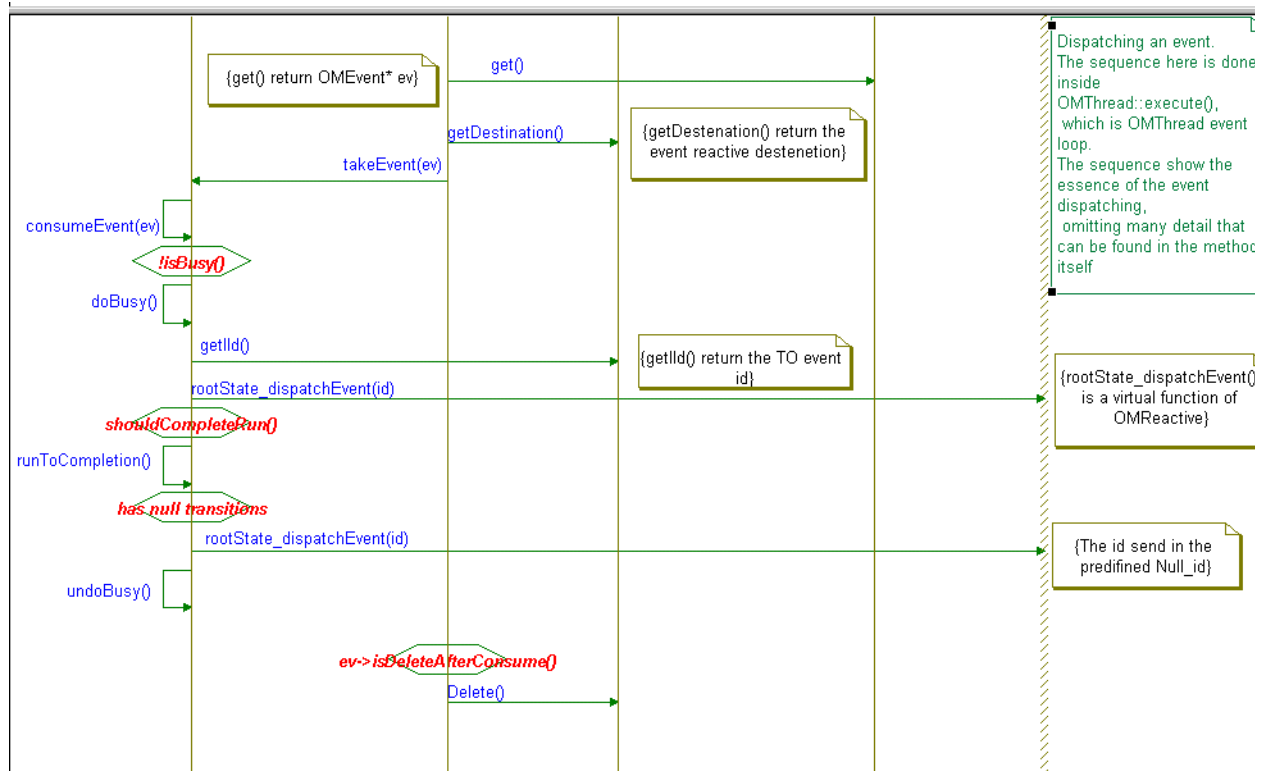 {get() return OMEvent* ev}
get()
Dispatching an event.
The sequence here is done
inside
OMThread::execute(),
which is OMThread event
loop.
The sequence show the
essence of the event
dispatching,
omitting many detail that
can be found in the method
itself
getDestination()
{getDestenation() return the
event reactive destenetion}
takeEvent(ev)
consumeEvent(ev)
!isBusy()
doBusy()
getlId()
{getlId() return the TO event
id}
rootState_dispatchEvent(id)
{rootState_dispatchEvent()
is a virtual function of
OMReactive}
shouldCompleteRun()
runToCompletion()
has null transitions
rootState_dispatchEvent(id)
{The id send in the
predifined Null_id}
undoBusy()
ev->isDeleteAfterConsume()
Delete()